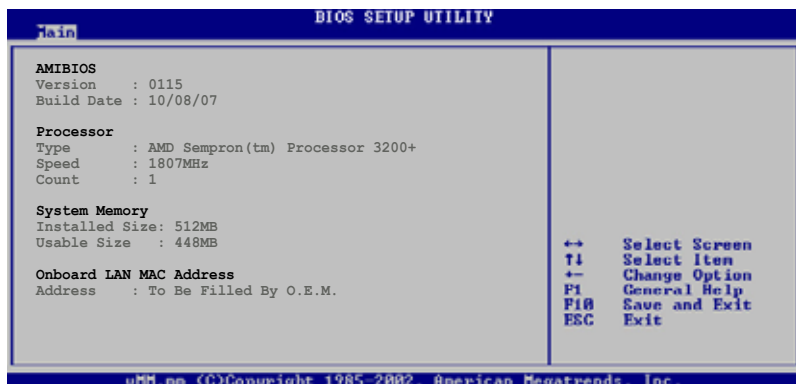 BIOS SETUP UTILITY
Main
AMIBIOS
Version : 0115
Build Date : 10/08/07
Processor
Type : AMD Sempron(tm) Processor 3200+
Speed : 1807MHz
Count : 1
System Memory
Installed Size: 512MB
Usable Size : 448MB
Onboard LAN MAC Address
Address : To Be Filled By O.E.M.
↔ Select Screen
↑↓ Select Item
+- Change Option
F1 General Help
F10 Save and Exit
ESC Exit
(C)Copyright 1985-2002, American Megatrends, Inc.